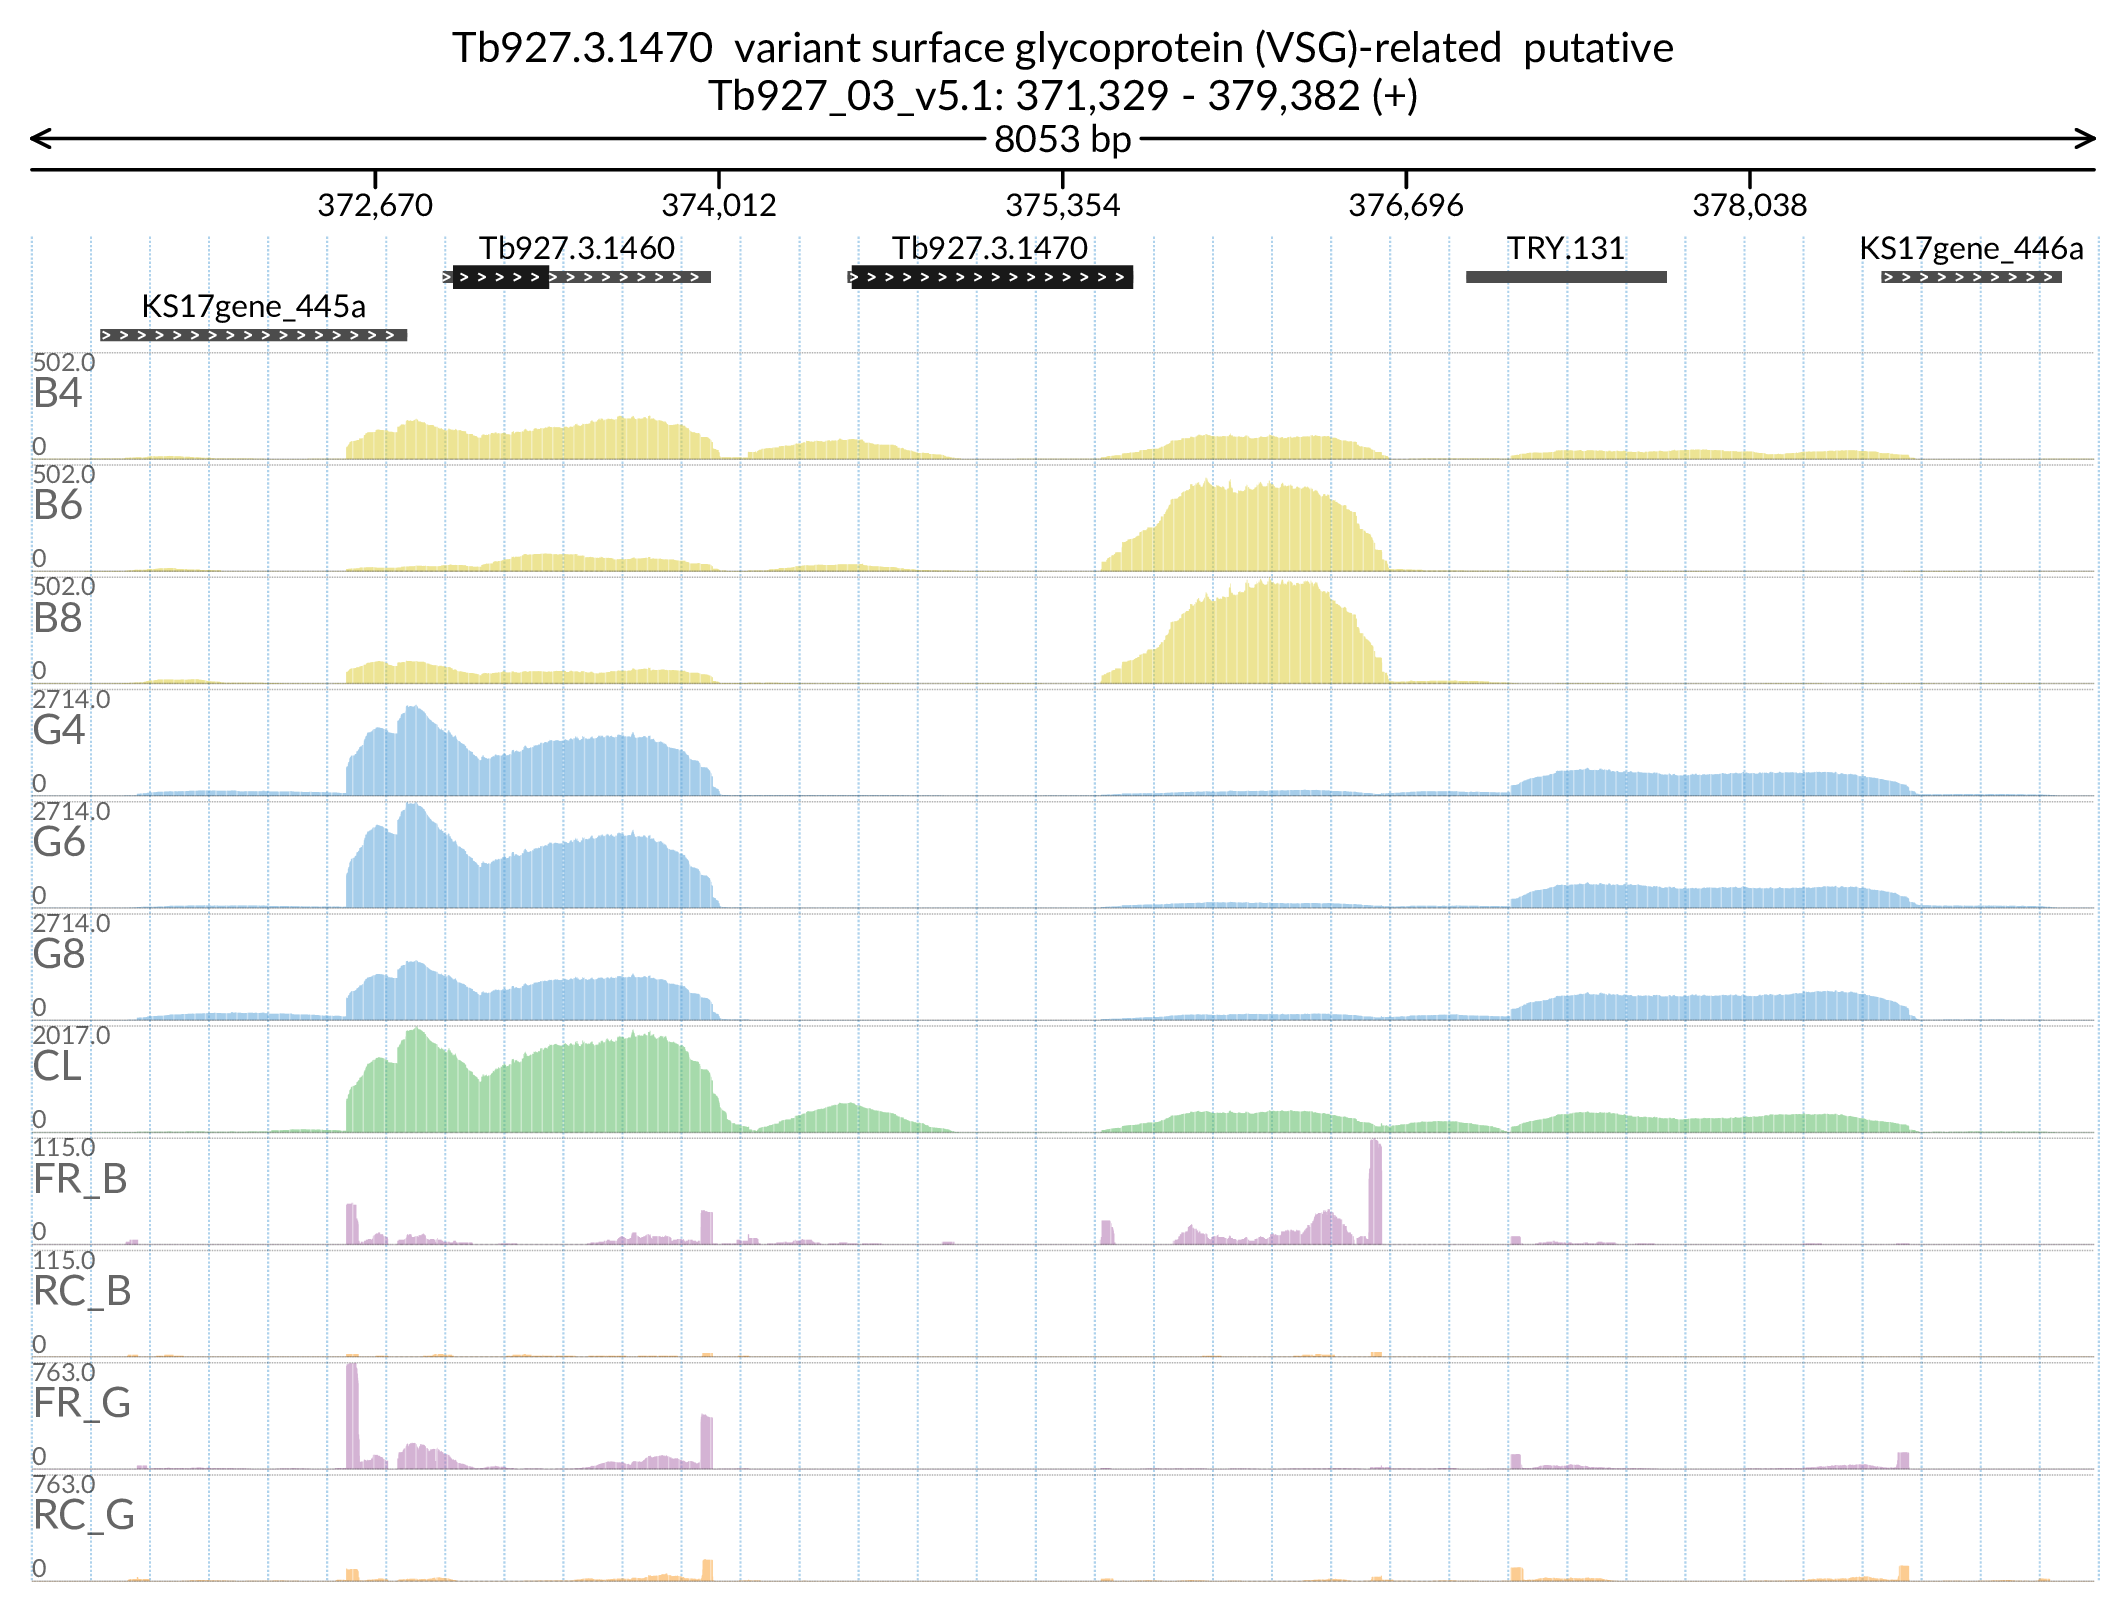 Tb927.3.1470  variant surface glycoprotein (VSG)-related  putative
Tb927_03_v5.1: 371,329 - 379,382 (+)
8053 bp
372,670 374,012 375,354 376,696 378,038
Tb927.3.1460 Tb927.3.1470 TRY.131 KS17gene_446a
KS17gene_445a
502.0
B4
0
502.0
B6
0
502.0
B8
0
2714.0
G4
0
2714.0
G6
0
2714.0
G8
0
2017.0
CL
0
115.0
FR_B
0
115.0
RC_B
0
763.0
FR_G
0
763.0
RC_G
0